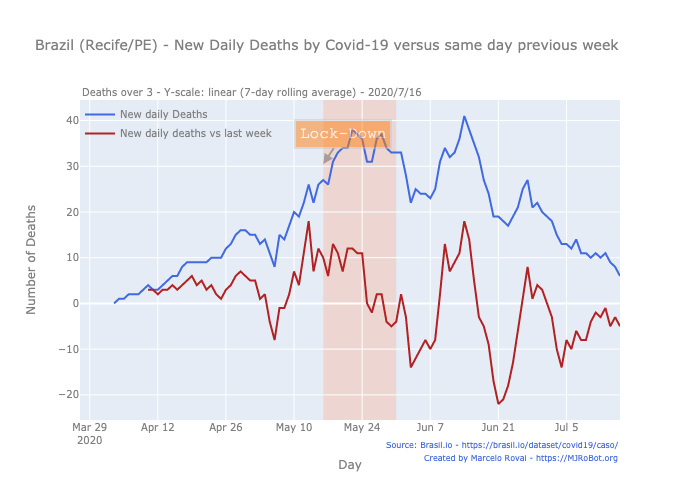 Brazil (Recife/PE) - New Daily Deaths by Covid-19 versus same day previous week
Deaths over 3 - Y-scale: linear (7-day rolling average) - 2020/7/16
New daily Deaths
New daily deaths vs last week
Lock-Down
40
30
20
10
0
−10
−20
Number of Deaths
Mar 29
2020
Apr 12
Apr 26
May 10
May 24
Jun 7
Jun 21
Jul 5
Day
Source: Brasil.io - https://brasil.io/dataset/covid19/caso/
Created by Marcelo Rovai - https://MJRoBot.org